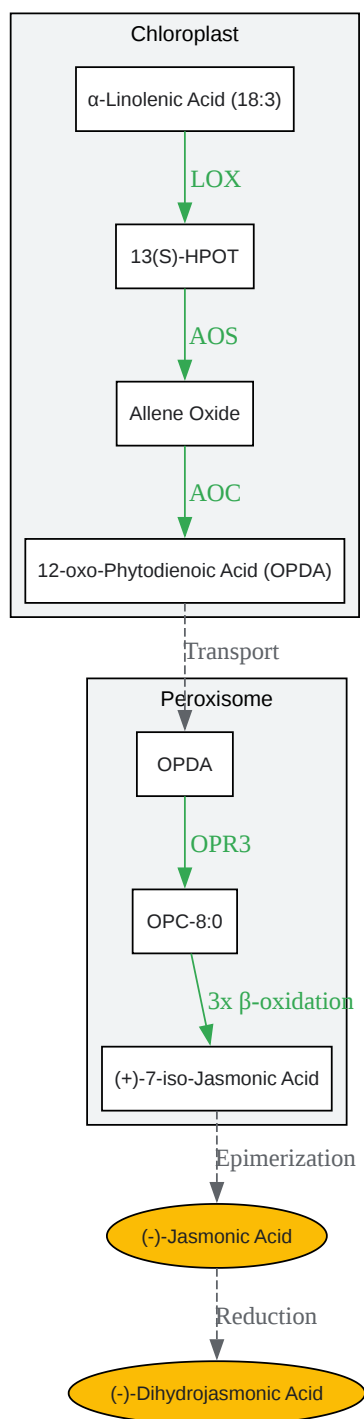 Chloroplast
α-Linolenic Acid (18:3)
LOX
13(S)-HPOT
AOS
Allene Oxide
AOC
12-oxo-Phytodienoic Acid (OPDA)
Transport
Peroxisome
OPDA
OPR3
OPC-8:0
3x β-oxidation
(+)-7-iso-Jasmonic Acid
Epimerization
(-)-Jasmonic Acid
Reduction
(-)-Dihydrojasmonic Acid